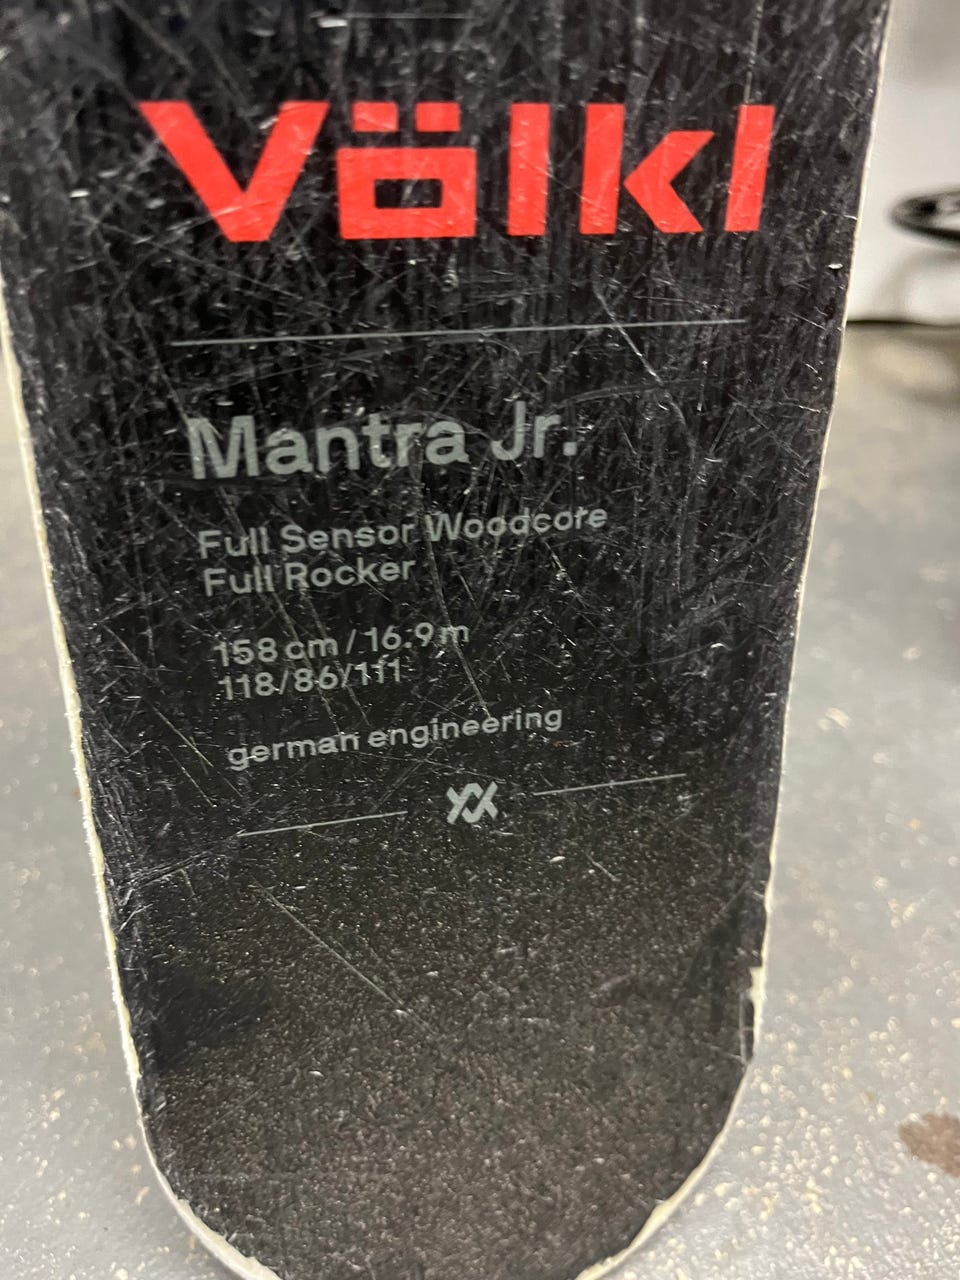 Völkl
Mantra Jr.
Full Sensor Woodcore
Full Rocker
158 cm / 16.9 m
118/86/111
german engineering